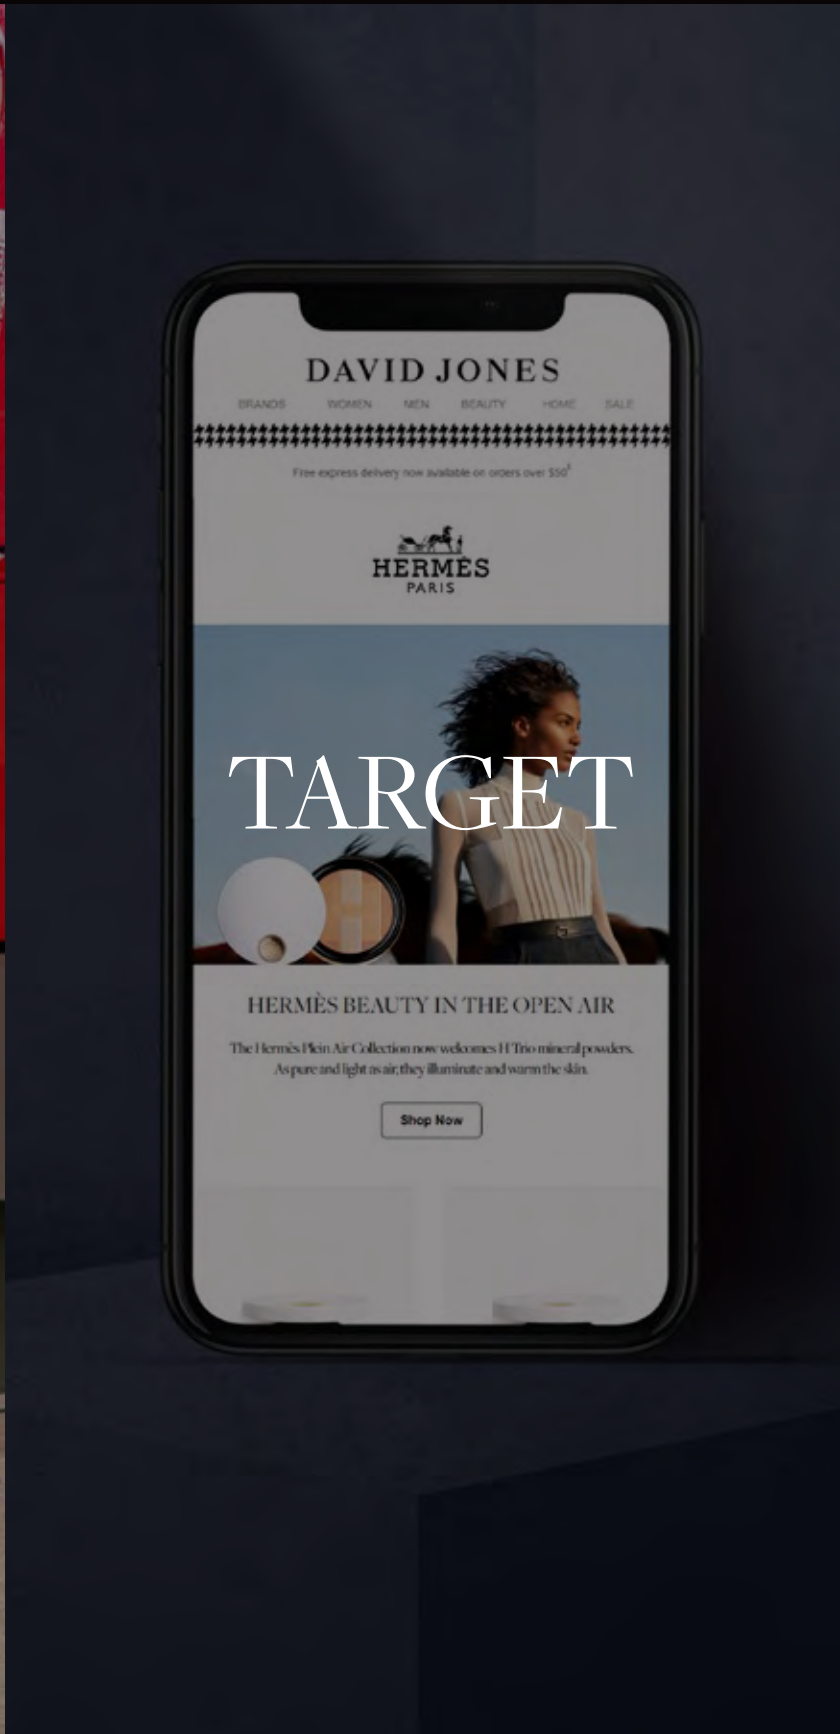 DAVID JONES
BRANDS WOMEN MEN BEAUTY HOME SALE
Free express delivery now available on orders over $50‡
HERMÈS
PARIS
TARGET
H
HERMÈS BEAUTY IN THE OPEN AIR
The Hermès Plein Air Collection now welcomes H Trio mineral powders.
As pure and light as air, they illuminate and warm the skin.
Shop Now